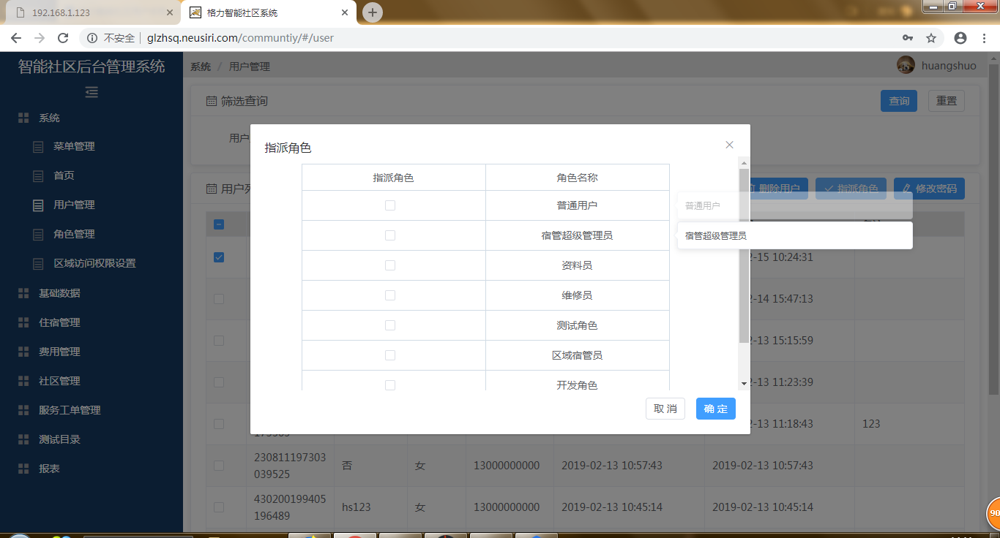 192.168.1.123
格力智能社区系统
不安全 glzhsq.neusiri.com/communtiy/#/user
智能社区后台管理系统
系统 / 用户管理
huangshuo
系统
菜单管理
首页
用户管理
角色管理
区域访问权限设置
基础数据
住宿管理
费用管理
社区管理
服务工单管理
测试目录
报表
筛选查询
查询
重置
用户
用户列
删除用户
指派角色
修改密码
指派角色
指派角色 角色名称
普通用户
宿管超级管理员
资料员
维修员
测试角色
区域宿管员
开发角色
取 消
确 定
普通用户
宿管超级管理员
2-15 10:24:31
2-14 15:47:13
2-13 15:15:59
2-13 11:23:39
2-13 11:18:43 123
230811197303
039525 否 女 13000000000 2019-02-13 10:57:43 2019-02-13 10:57:43
430200199405
196489 hs123 女 13000000000 2019-02-13 10:45:14 2019-02-13 10:45:14
90